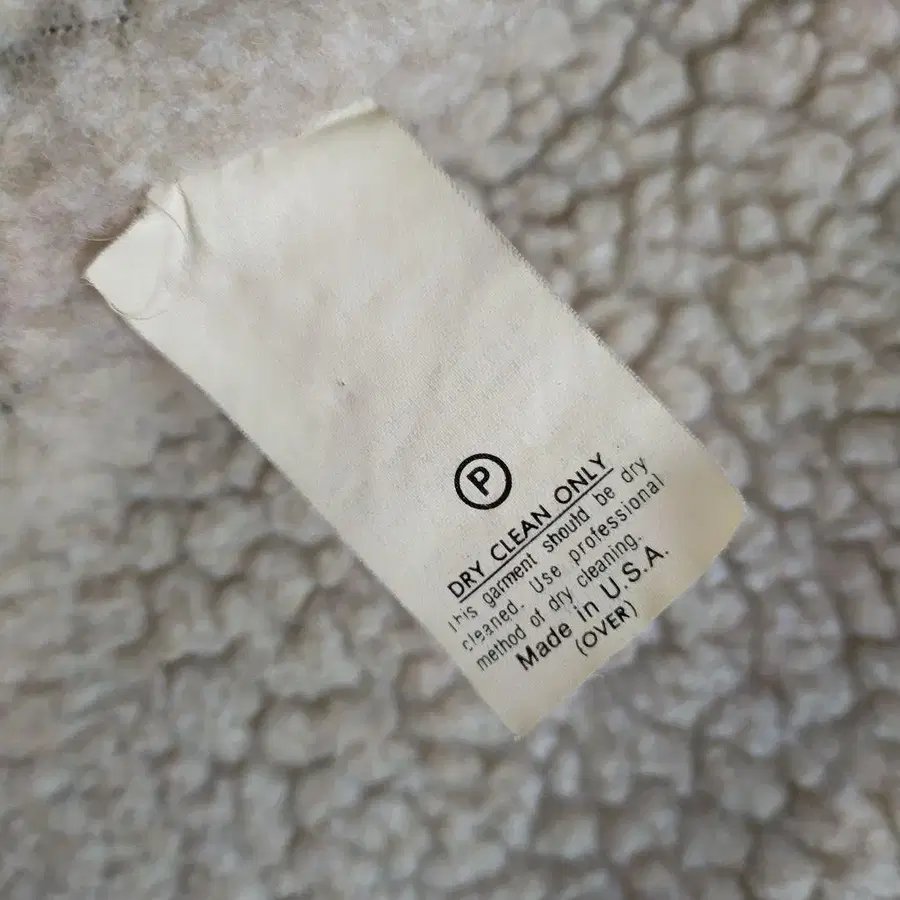 P
DRY CLEAN ONLY
This garment should be dry
cleaned. Use professional
method of dry cleaning.
Made in U.S.A.
(OVER)